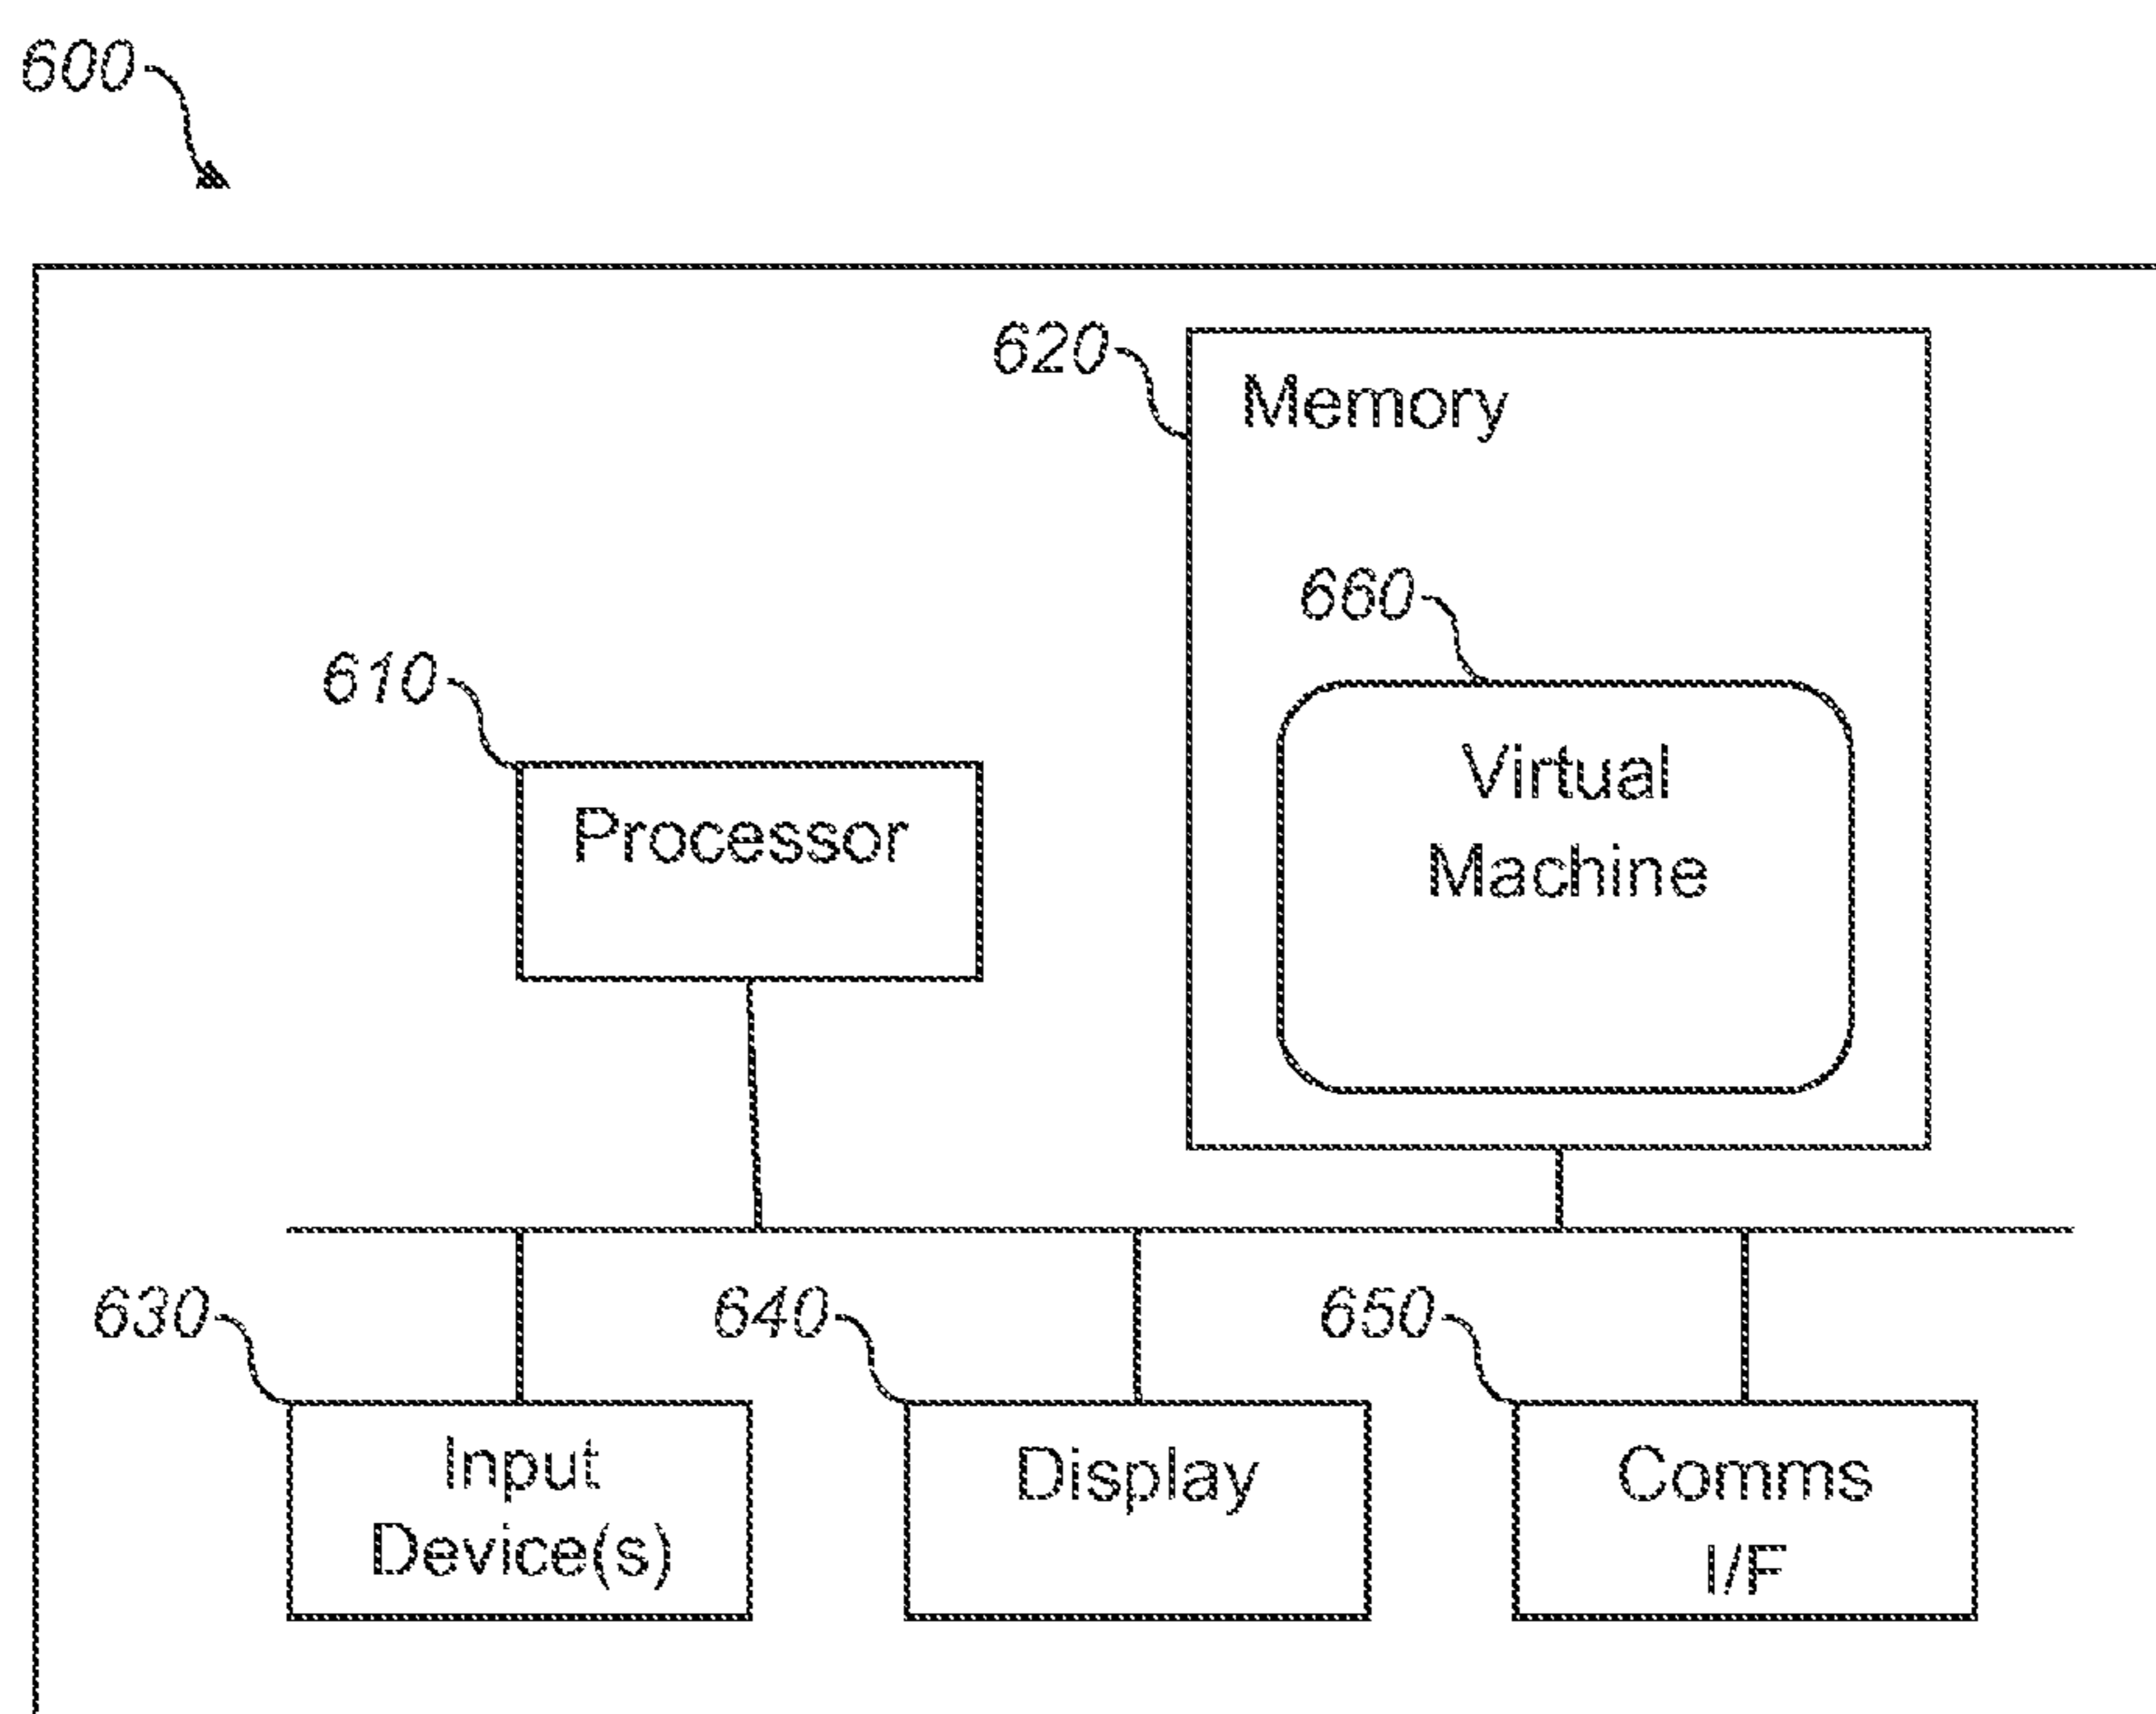 600
620
Memory
660
Virtual
Machine
610
Processor
630
Input
Device(s)
640
Display
650
Comms
I/F